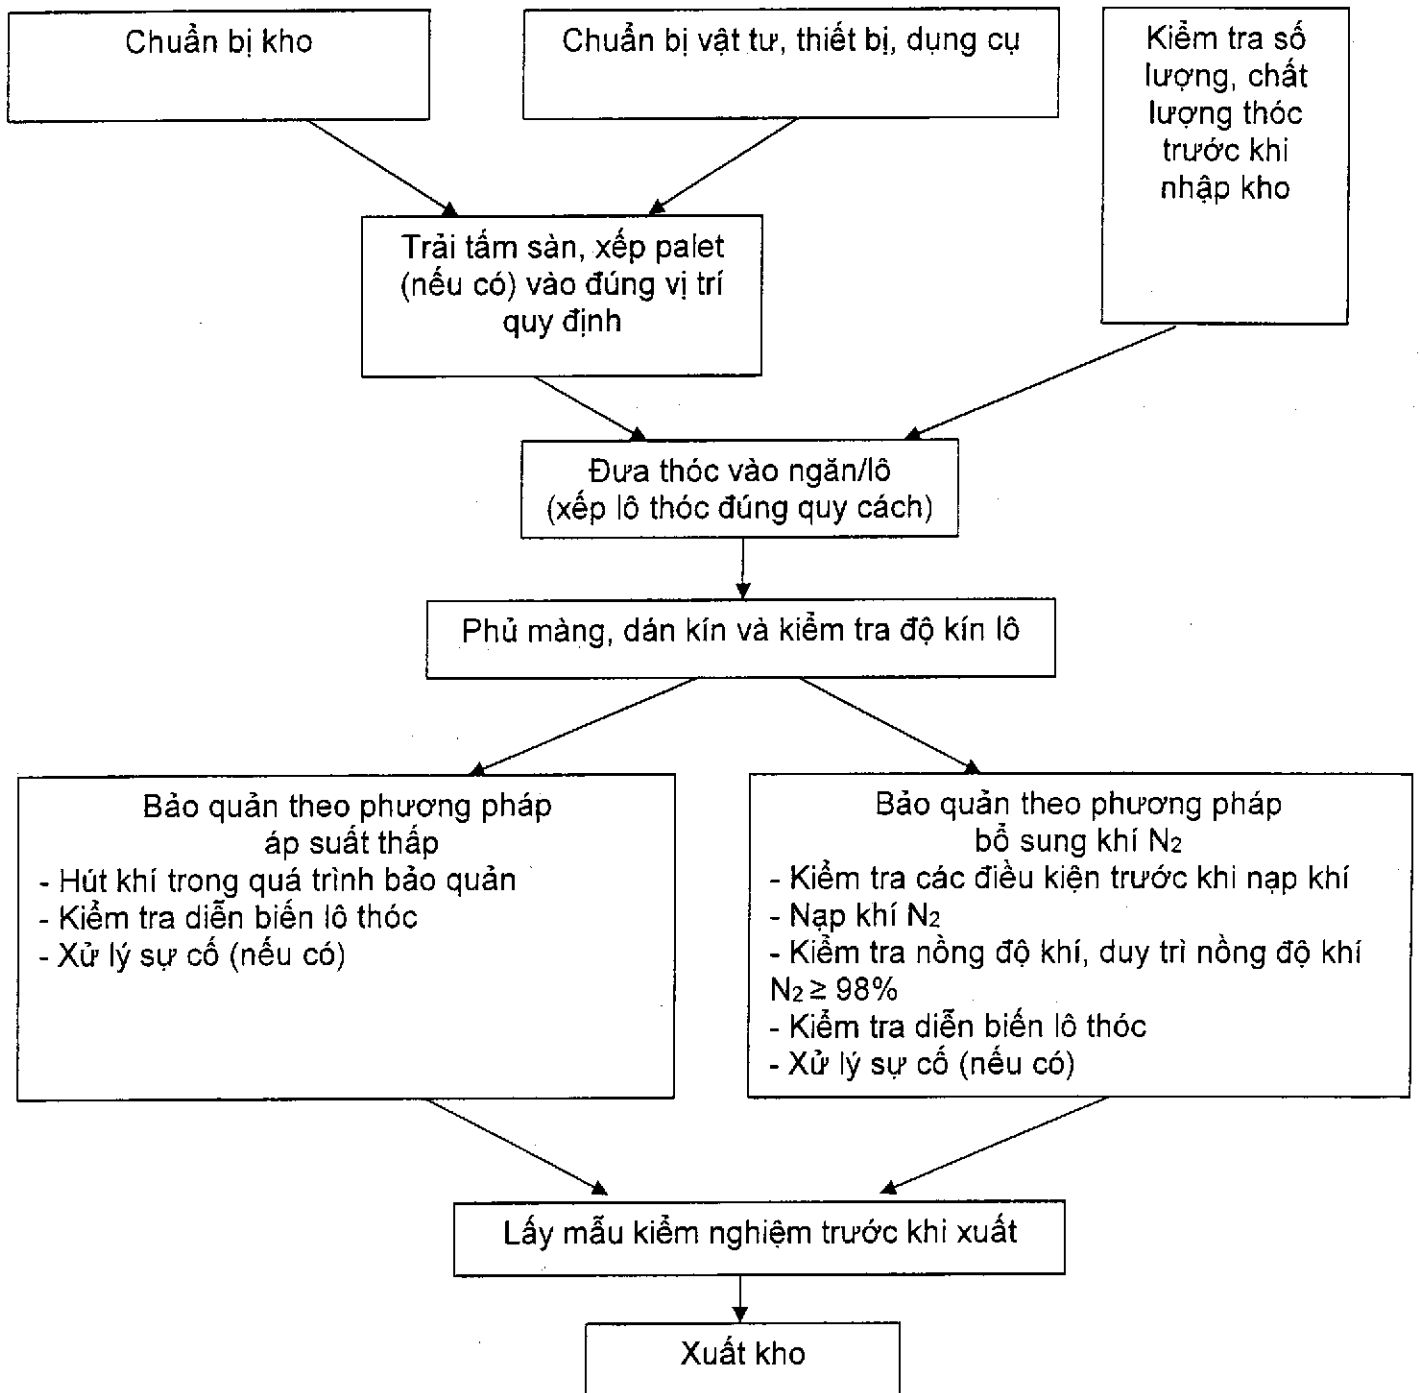 Chuẩn bị kho
Chuẩn bị vật tư, thiết bị, dụng cụ
Kiểm tra số
lượng, chất
lượng thóc
trước khi
nhập kho
Trải tấm sàn, xếp palet
(nếu có) vào đúng vị trí
quy định
Đưa thóc vào ngăn/lô
(xếp lô thóc đúng quy cách)
Phủ màng, dán kín và kiểm tra độ kín lô
Bảo quản theo phương pháp
áp suất thấp
- Hút khí trong quá trình bảo quản
- Kiểm tra diễn biến lô thóc
- Xử lý sự cố (nếu có)
Bảo quản theo phương pháp
bổ sung khí N₂
- Kiểm tra các điều kiện trước khi nạp khí
- Nạp khí N₂
- Kiểm tra nồng độ khí, duy trì nồng độ khí
N₂ ≥ 98%
- Kiểm tra diễn biến lô thóc
- Xử lý sự cố (nếu có)
Lấy mẫu kiểm nghiệm trước khi xuất
Xuất kho